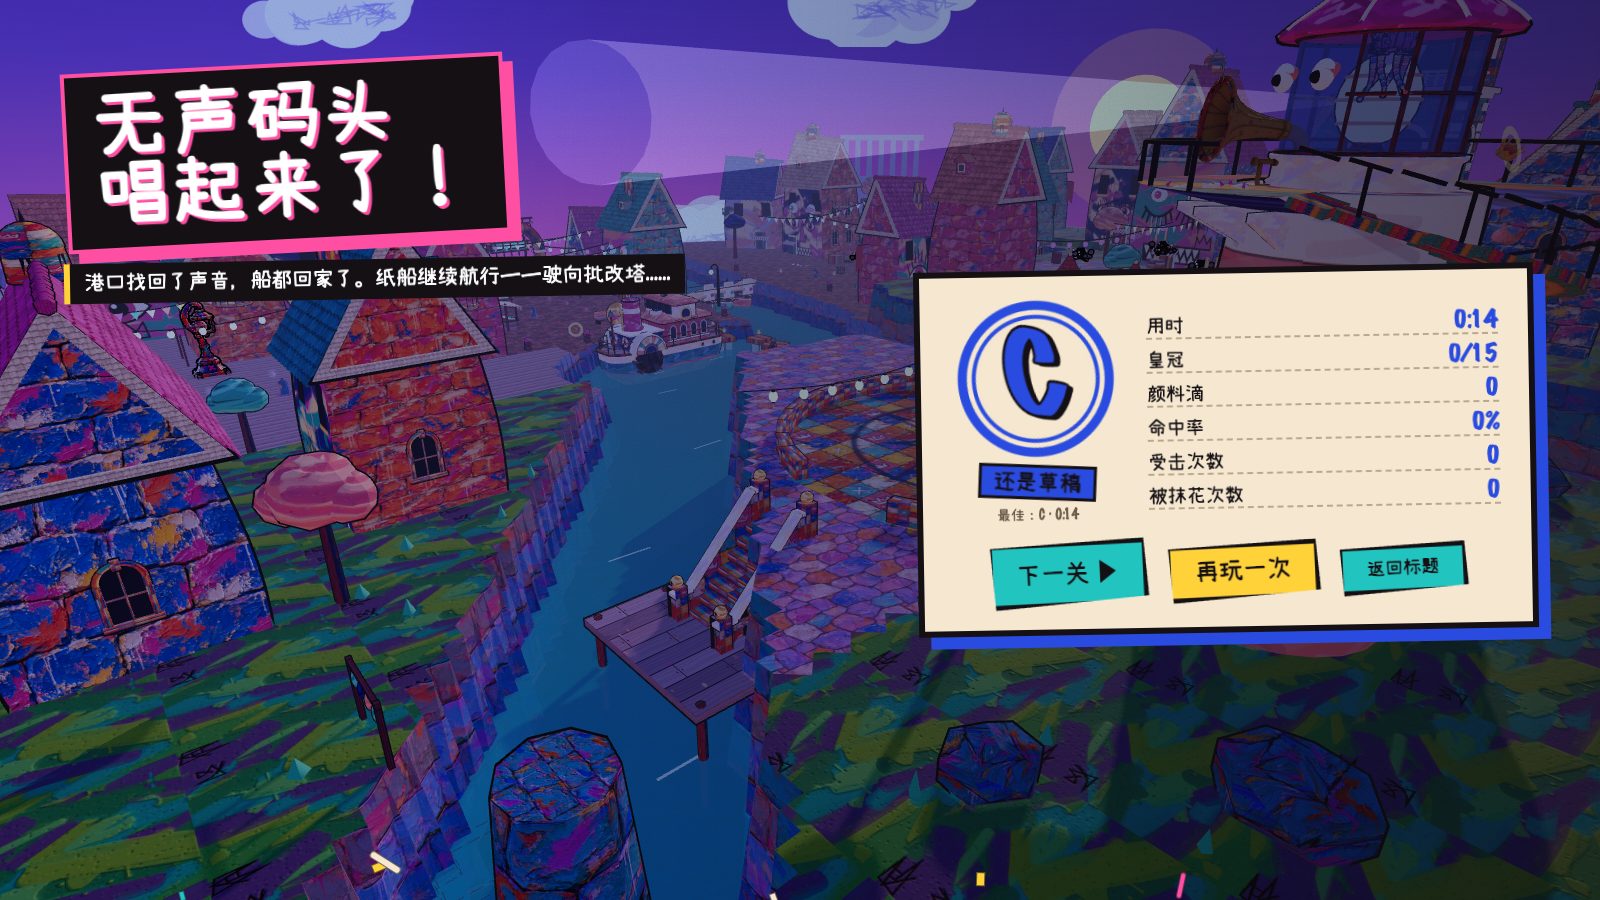 无声码头
唱起来了！
港口找回了声音，船都回家了。纸船继续航行——驶向批改塔……
C
还是草稿
最佳：C · 0:14
用时 0:14
皇冠 0/15
颜料滴 0
命中率 0%
受击次数 0
被抹花次数 0
下一关 ▶
再玩一次
返回标题